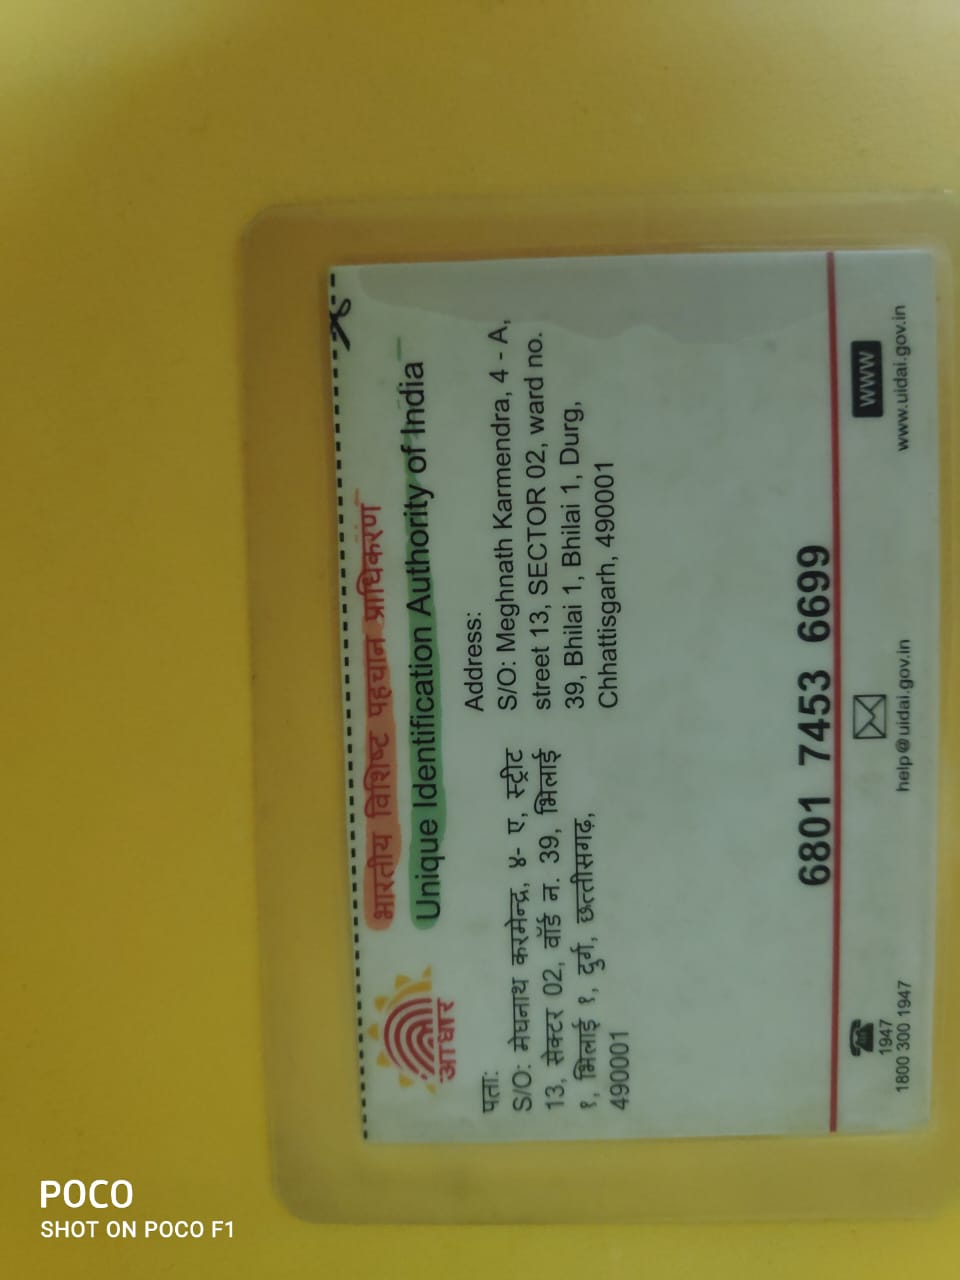 POCO
SHOT ON POCO F1
भारतीय विशिष्ट पहचान प्राधिकरण
Unique Identification Authority of India
आधार
पता:
S/O: मेघनाथ करमेन्द्र, ४- ए, स्ट्रीट
13, सेक्टर 02, वॉर्ड न. 39, भिलाई
१, भिलाई १, दुर्ग, छत्तीसगढ़,
490001
Address:
S/O: Meghnath Karmendra, 4 - A,
street 13, SECTOR 02, ward no.
39, Bhilai 1, Bhilai 1, Durg,
Chhattisgarh, 490001
6801 7453 6699
1947
1800 300 1947
help@uidai.gov.in
WWW
www.uidai.gov.in